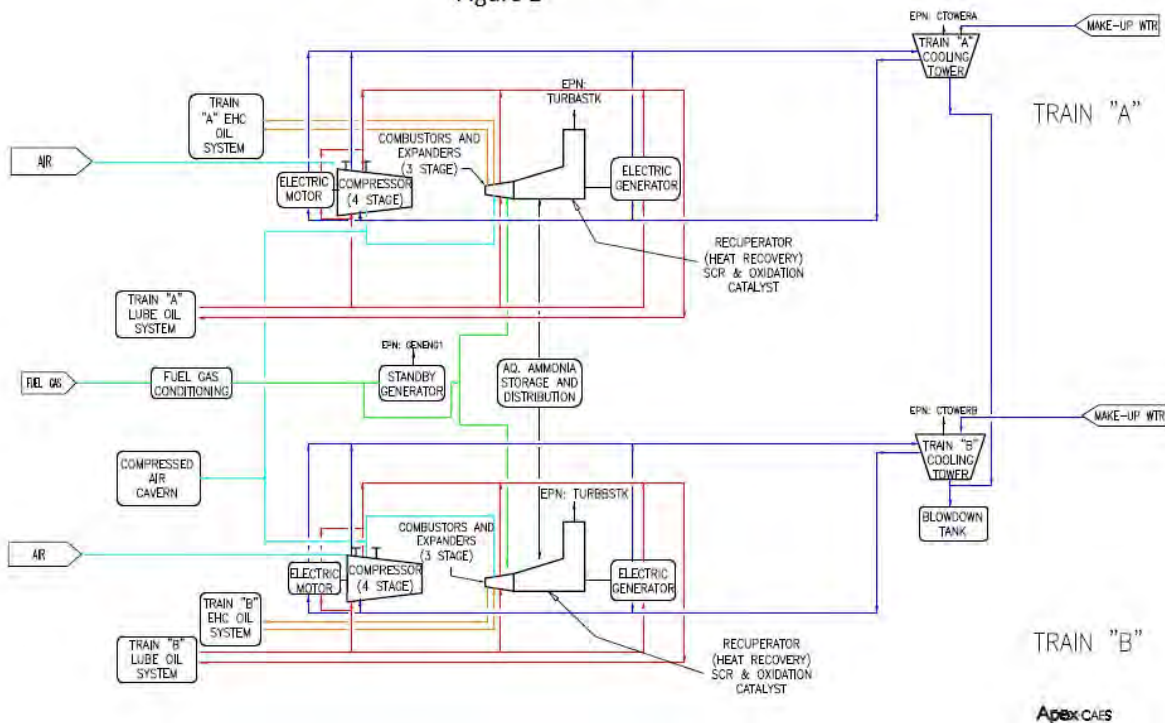 EPN: CTOWERA
MAKE-UP WTR
TRAIN "A"
COOLING
TOWER
TRAIN "A"
EPN:
TURBASTK
TRAIN
"A" EHC
OIL
SYSTEM
COMBUSTORS AND
EXPANDERS
(3 STAGE)
AIR
ELECTRIC
MOTOR
COMPRESSOR
(4 STAGE)
ELECTRIC
GENERATOR
RECUPERATOR
(HEAT RECOVERY)
SCR & OXIDATION
CATALYST
TRAIN "A"
LUBE OIL
SYSTEM
EPN: GENENG1
FUEL GAS
FUEL GAS
CONDITIONING
STANDBY
GENERATOR
AQ. AMMONIA
STORAGE AND
DISTRIBUTION
EPN: CTOWERB
MAKE-UP WTR
TRAIN "B"
COOLING
TOWER
COMPRESSED
AIR
CAVERN
BLOWDOWN
TANK
EPN: TURBBSTK
COMBUSTORS AND
EXPANDERS
(3 STAGE)
AIR
ELECTRIC
MOTOR
COMPRESSOR
(4 STAGE)
ELECTRIC
GENERATOR
TRAIN "B"
EHC OIL
SYSTEM
TRAIN "B"
LUBE OIL
SYSTEM
RECUPERATOR
(HEAT RECOVERY)
SCR & OXIDATION
CATALYST
TRAIN "B"
Apex CAES